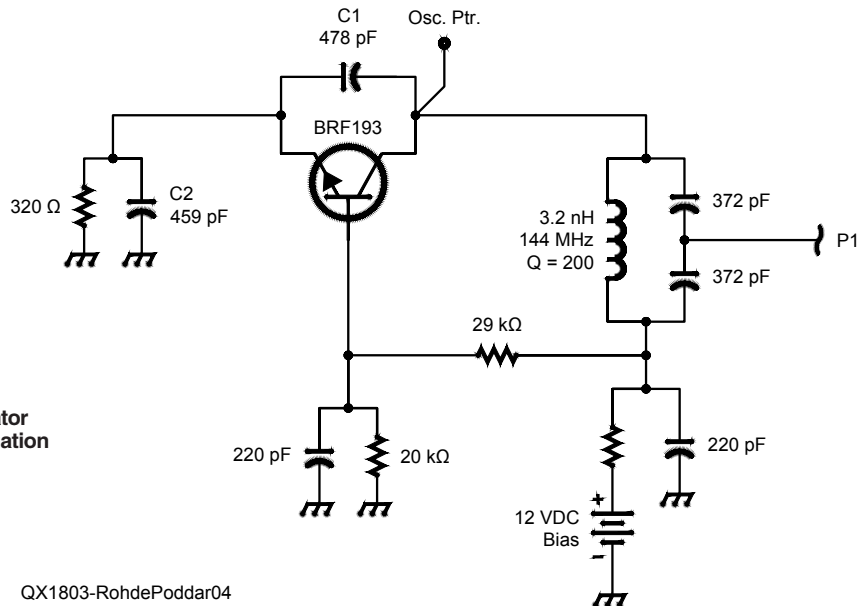 C1
478 pF
Osc. Ptr.
BRF193
320 Ω
C2
459 pF
3.2 nH
144 MHz
Q = 200
372 pF
P1
372 pF
29 kΩ
ator
ation
220 pF
20 kΩ
220 pF
+
12 VDC
Bias
–
QX1803-RohdePoddar04